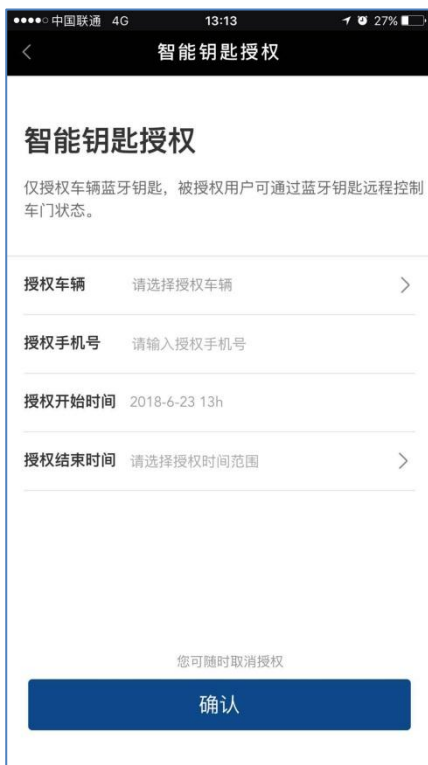 中国联通 4G 13:13 27%
智能钥匙授权
智能钥匙授权
仅授权车辆蓝牙钥匙，被授权用户可通过蓝牙钥匙远程控制
车门状态。
授权车辆 请选择授权车辆
授权手机号 请输入授权手机号
授权开始时间 2018-6-23 13h
授权结束时间 请选择授权时间范围
您可随时取消授权
确认